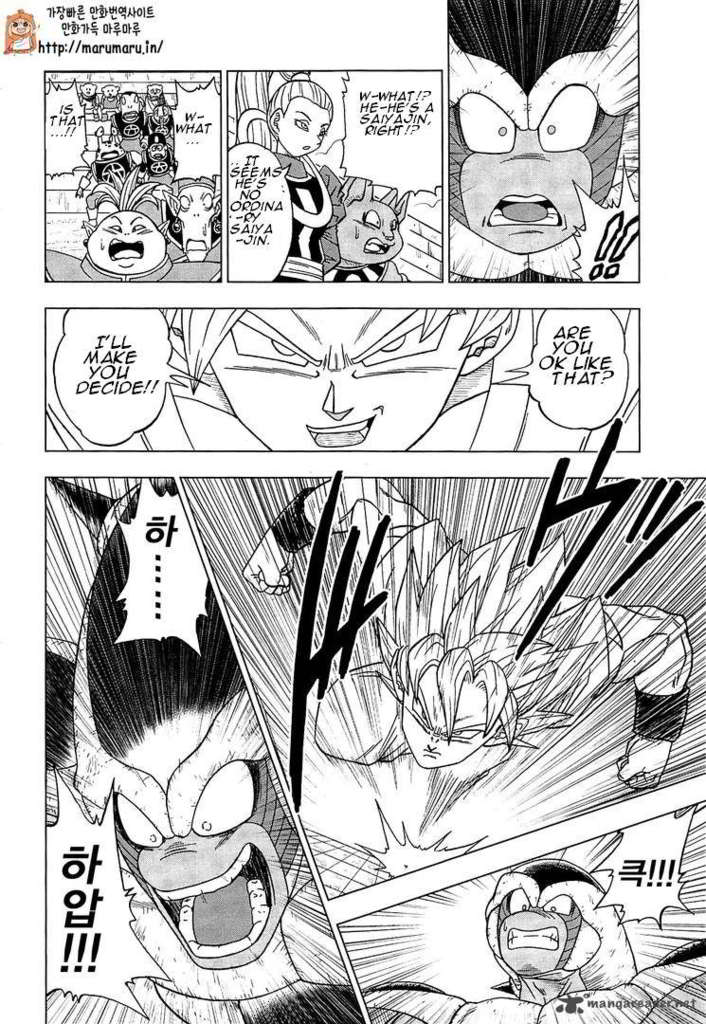 가장빠른 만화번역사이트
만화가득 마루마루
http://marumaru.in/
!!
W-WHAT!?
HE-HE'S A
SAIYAJIN,
RIGHT!?
IT
SEEMS
HE'S
NO
ORDINA
-RY
SAIYA
-JIN.
W-
WHAT
...
IS
THAT
...!!
ARE
YOU
OK LIKE
THAT?
I'LL
MAKE
YOU
DECIDE!!
하
……
하
압
!!!
큭!!!
mangareader.net